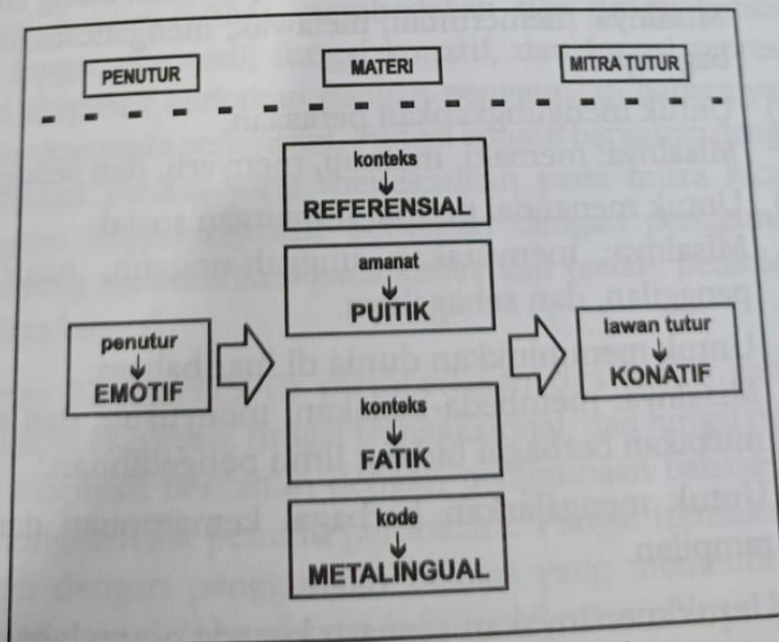 PENUTUR
MATERI
MITRA TUTUR
konteks
REFERENSIAL
amanat
PUITIK
penutur
EMOTIF
lawan tutur
KONATIF
konteks
FATIK
kode
METALINGUAL